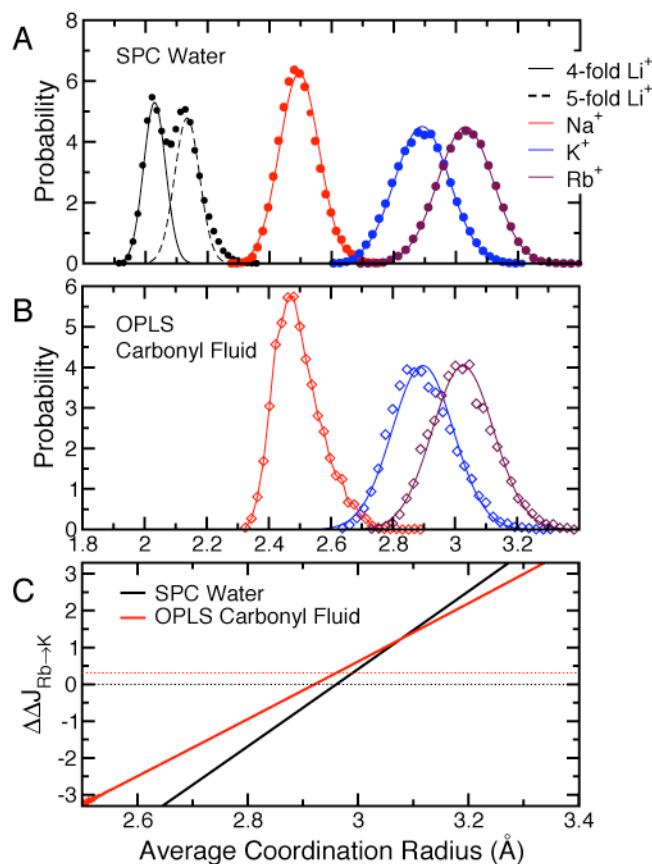 A
SPC Water
4-fold Li+
5-fold Li+
Na+
K+
Rb+
Probability
8
6
4
2
0
B
OPLS
Carbonyl Fluid
Probability
6
5
4
3
2
1
0
1.8 2 2.2 2.4 2.6 2.8 3 3.2
C
SPC Water
OPLS Carbonyl Fluid
ΔΔJRb→K
3
2
1
0
-1
-2
-3
2.6 2.8 3 3.2 3.4
Average Coordination Radius (Å)